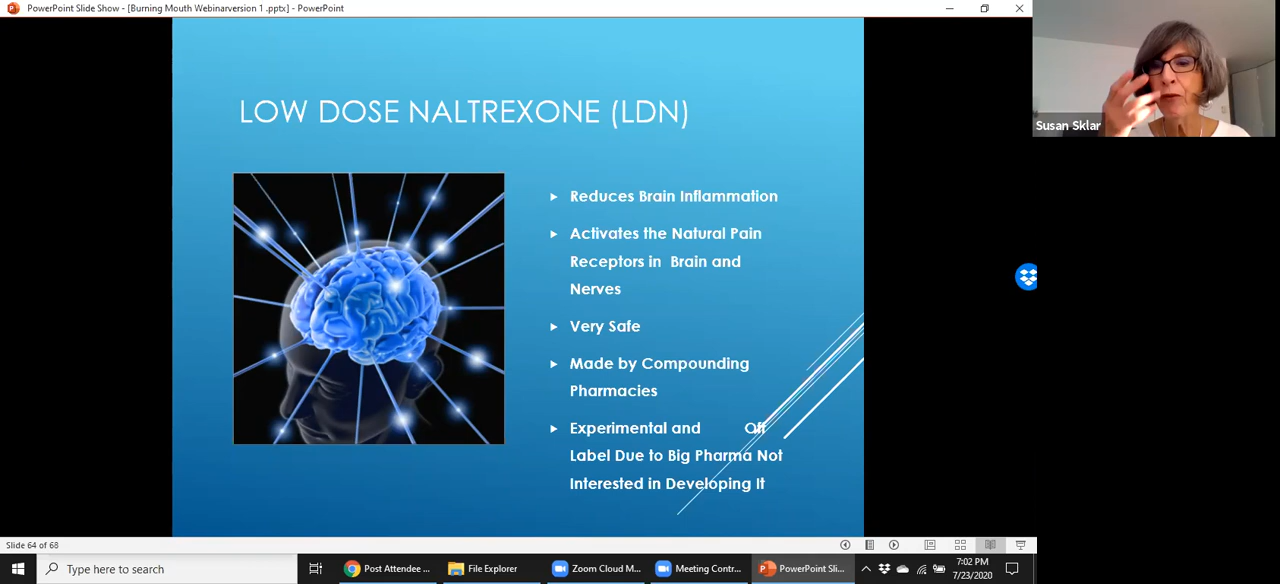 PowerPoint Slide Show - [Burning Mouth Webinarversion 1 .pptx] - PowerPoint
Susan Sklar
LOW DOSE NALTREXONE (LDN)
Reduces Brain Inflammation
Activates the Natural Pain
Receptors in Brain and
Nerves
Very Safe
Made by Compounding
Pharmacies
Experimental and Off
Label Due to Big Pharma Not
Interested in Developing It
Slide 64 of 68
Type here to search
Post Attendee ...
File Explorer
Zoom Cloud M...
Meeting Contr...
PowerPoint Sli...
7:02 PM
7/23/2020